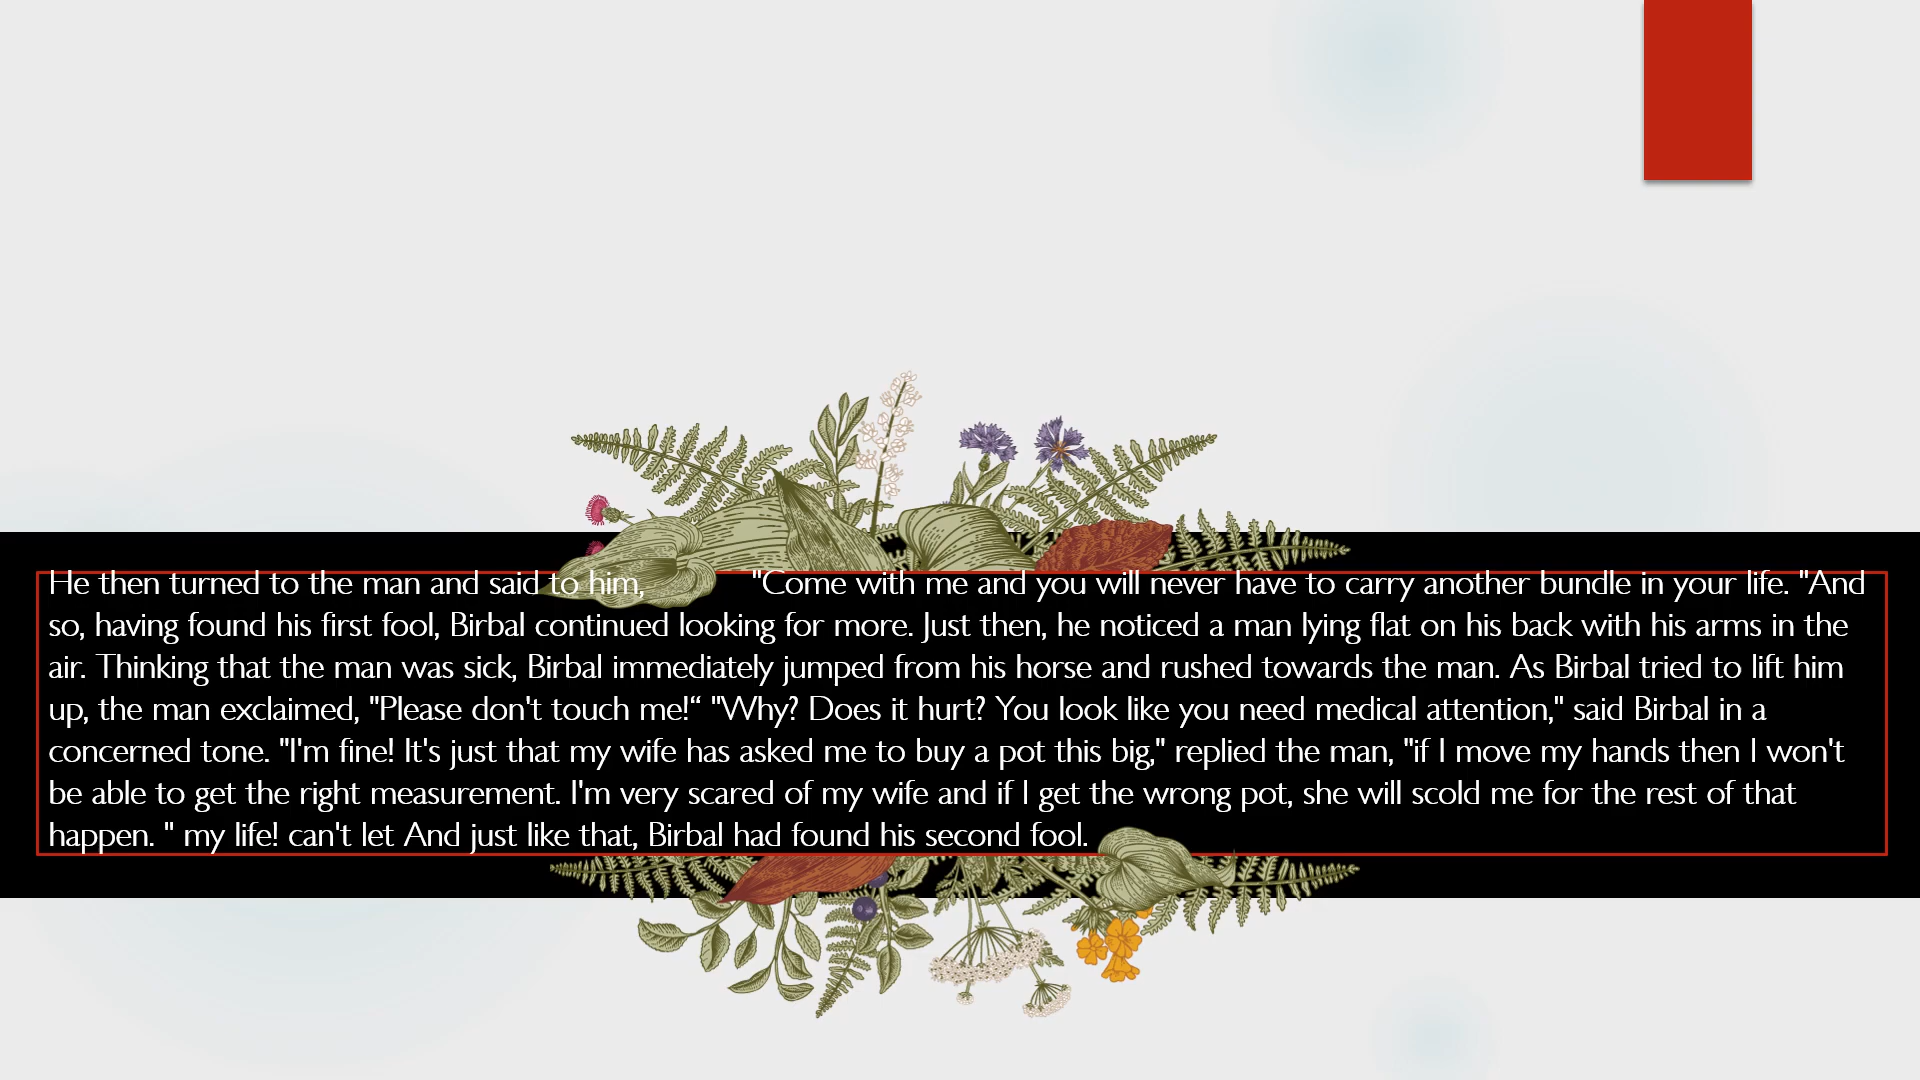 He then turned to the man and said to him, "Come with me and you will never have to carry another bundle in your life. "And
so, having found his first fool, Birbal continued looking for more. Just then, he noticed a man lying flat on his back with his arms in the
air. Thinking that the man was sick, Birbal immediately jumped from his horse and rushed towards the man. As Birbal tried to lift him
up, the man exclaimed, "Please don't touch me!“ "Why? Does it hurt? You look like you need medical attention," said Birbal in a
concerned tone. "I'm fine! It's just that my wife has asked me to buy a pot this big," replied the man, "if I move my hands then I won't
be able to get the right measurement. I'm very scared of my wife and if I get the wrong pot, she will scold me for the rest of that
happen. " my life! can't let And just like that, Birbal had found his second fool.